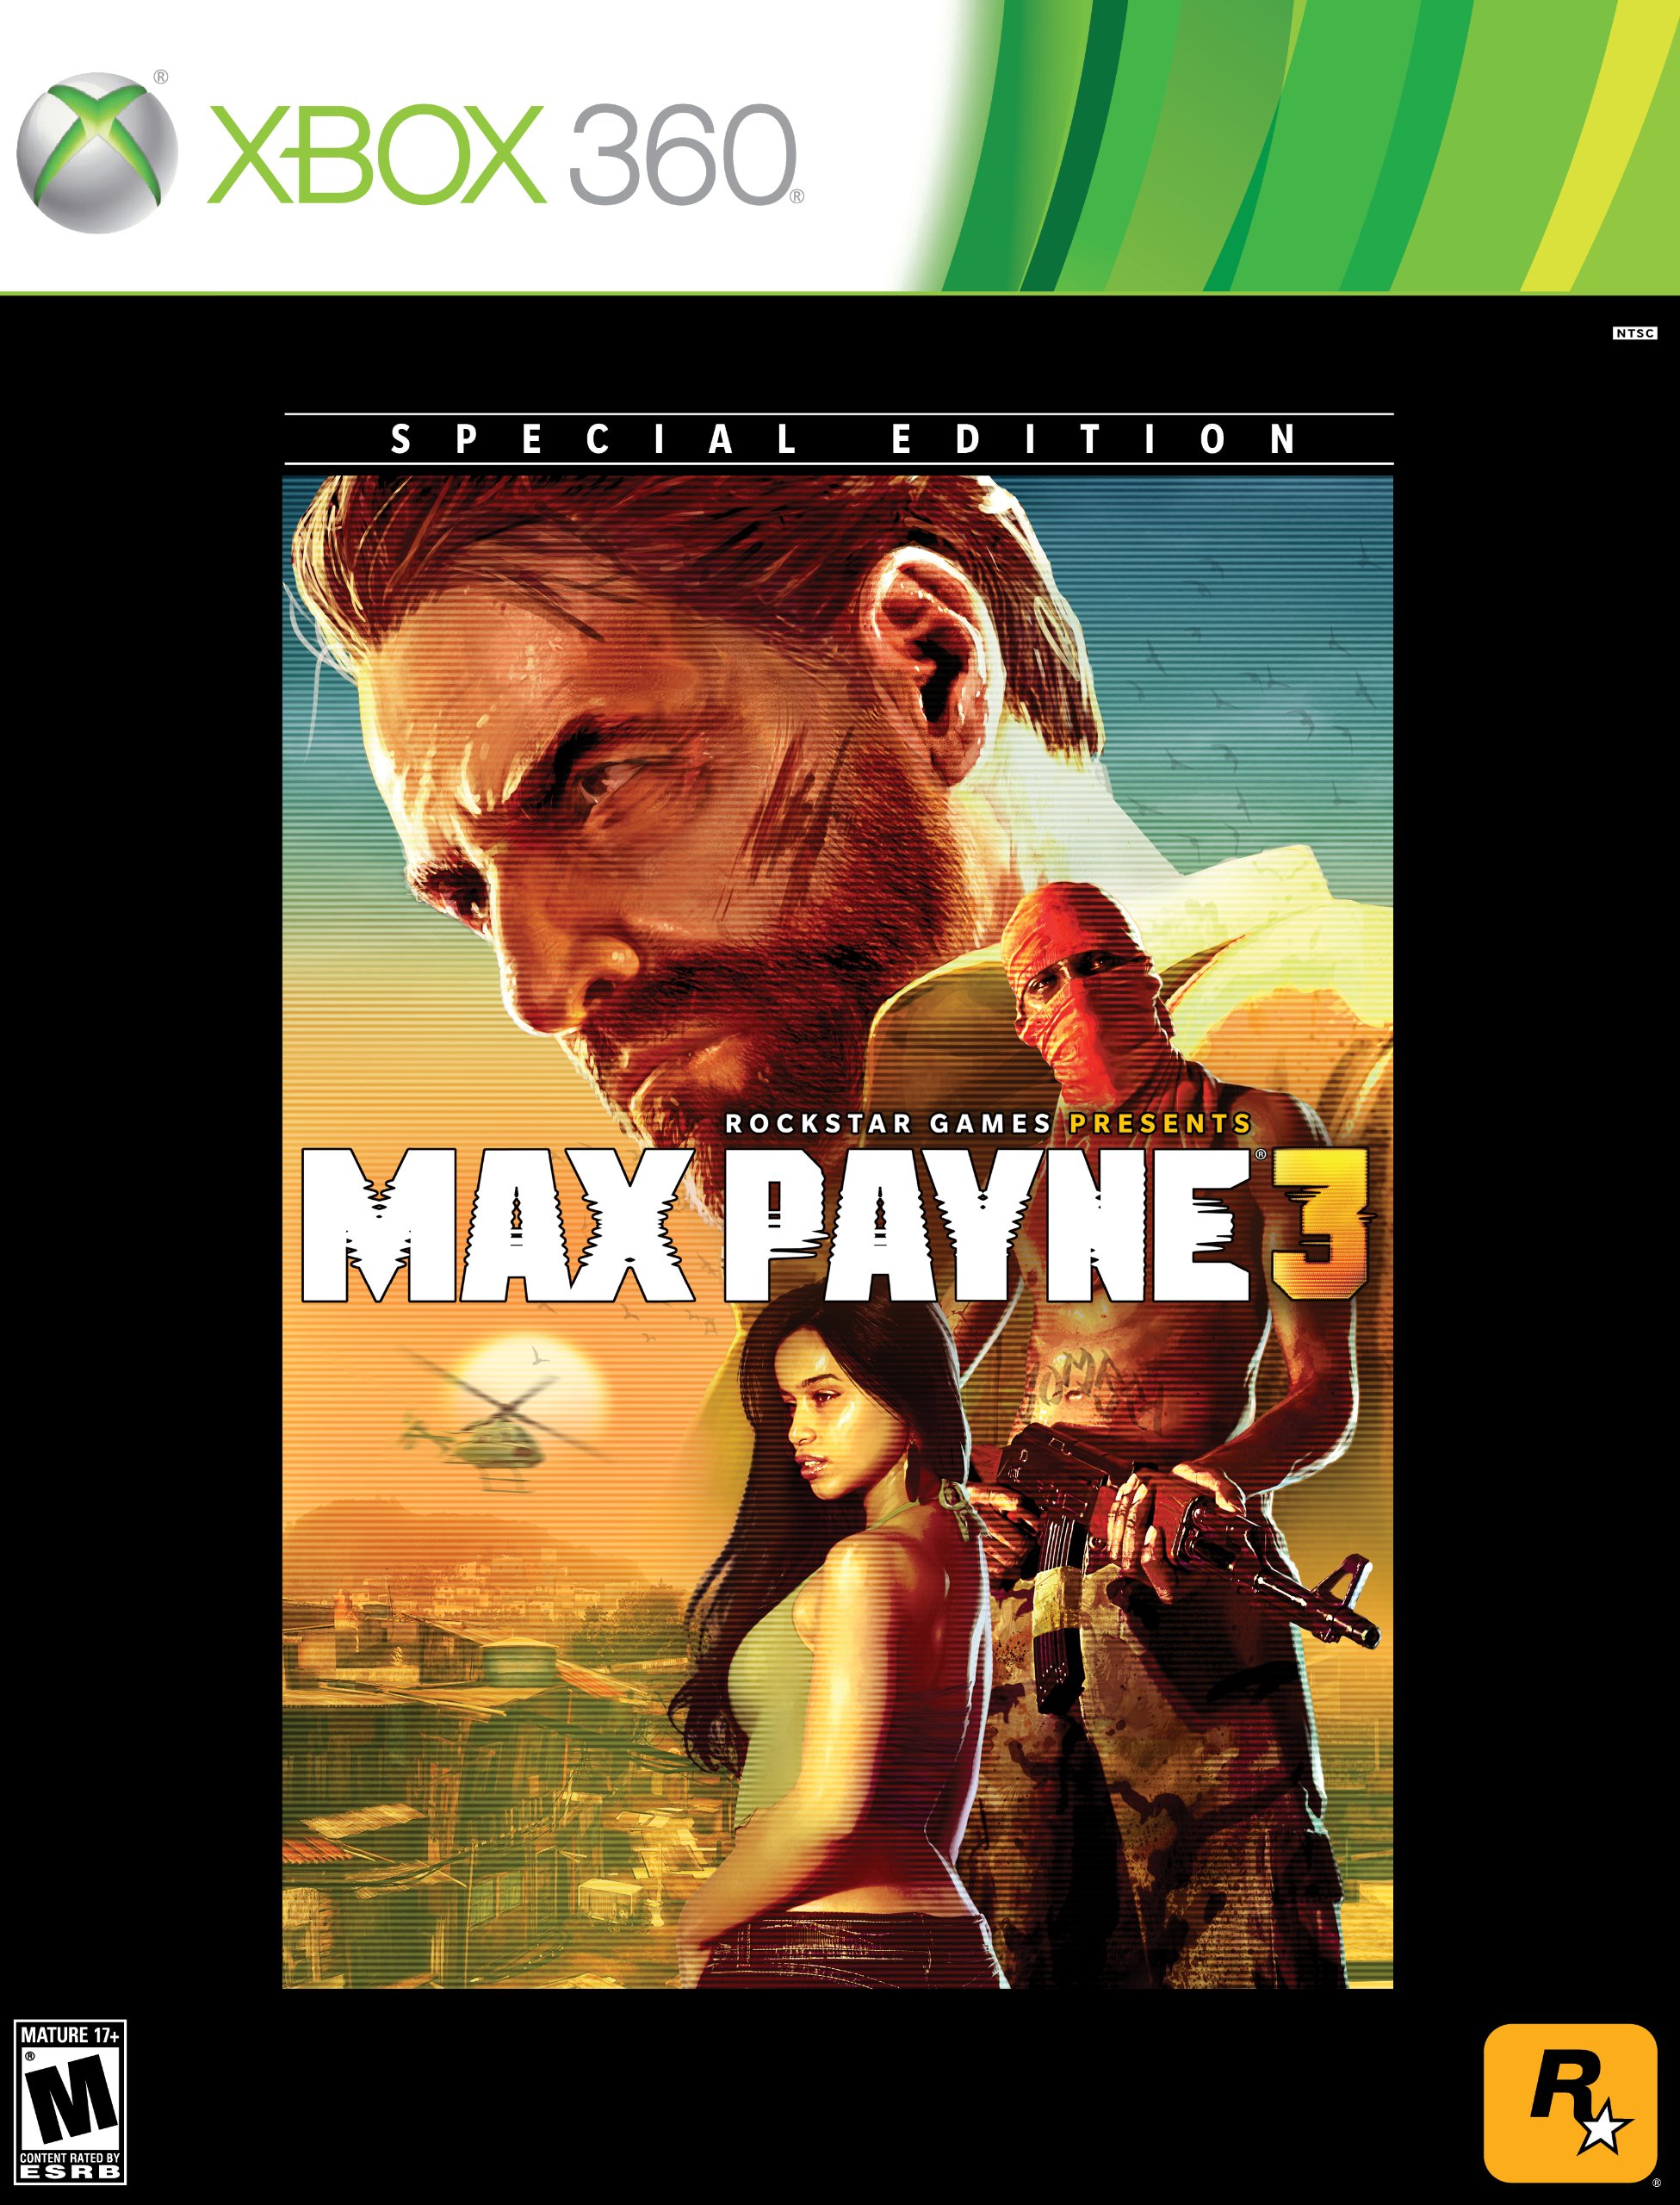 XBOX 360®
NTSC
SPECIAL EDITION
ROCKSTAR GAMES PRESENTS
MAX PAYNE® 3
MATURE 17+
M®
CONTENT RATED BY
ESRB
R